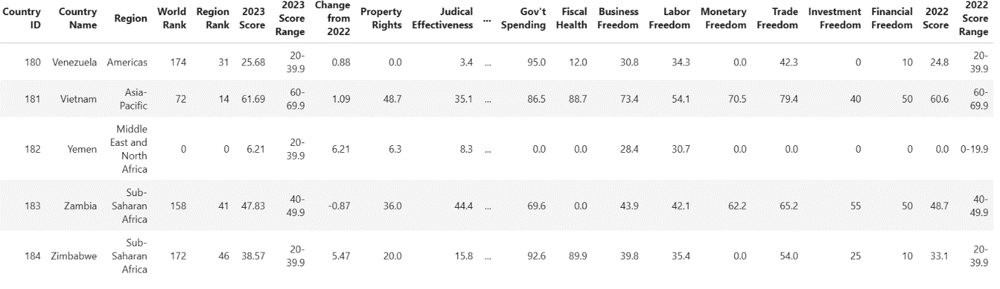 Country ID Country Name Region World Rank Region Rank 2023 Score 2023 Score Range Change from 2022 Property Rights Judical Effectiveness ... Gov't Spending Fiscal Health Business Freedom Labor Freedom Monetary Freedom Trade Freedom Investment Freedom Financial Freedom 2022 Score 2022 Score Range
180 Venezuela Americas 174 31 25.68 20-39.9 0.88 0.0 3.4 ... 95.0 12.0 30.8 34.3 0.0 42.3 0 10 24.8 20-39.9
181 Vietnam Asia-Pacific 72 14 61.69 60-69.9 1.09 48.7 35.1 ... 86.5 88.7 73.4 54.1 70.5 79.4 40 50 60.6 60-69.9
182 Yemen Middle East and North Africa 0 0 6.21 20-39.9 6.21 6.3 8.3 ... 0.0 0.0 28.4 30.7 0.0 0.0 0 0 0.0 0-19.9
183 Zambia Sub-Saharan Africa 158 41 47.83 40-49.9 -0.87 36.0 44.4 ... 69.6 0.0 43.9 42.1 62.2 65.2 55 50 48.7 40-49.9
184 Zimbabwe Sub-Saharan Africa 172 46 38.57 20-39.9 5.47 20.0 15.8 ... 92.6 89.9 39.8 35.4 0.0 54.0 25 10 33.1 20-39.9